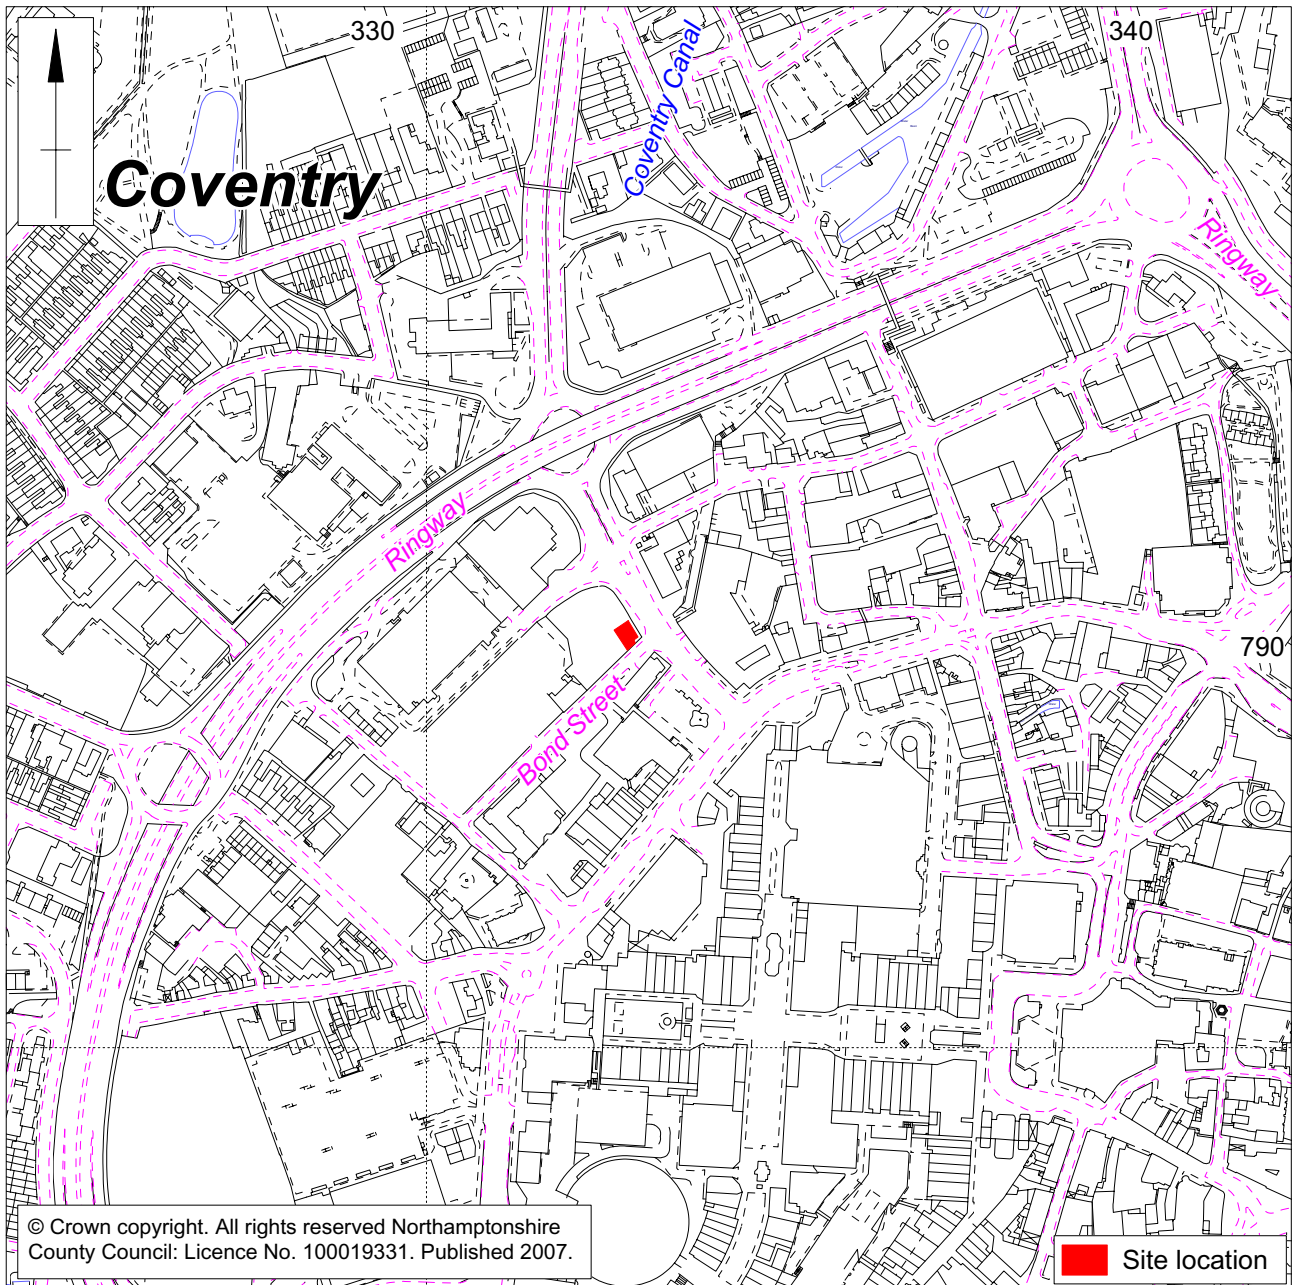 330
340
Coventry Canal
Coventry
Ringway
Ringway
790
Bond Street
© Crown copyright. All rights reserved Northamptonshire
County Council: Licence No. 100019331. Published 2007.
Site location